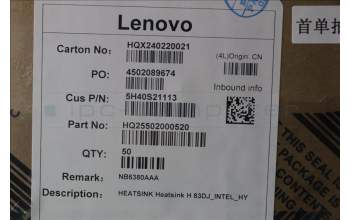 Lenovo
首单
Carton No: HQX240220021
(4L)Origin CN
PO: 4502089674
Inbound info
Cus P/N: 5H40S21113
Part No: HQ25502000520
QTY: 50
Remark: NB6380AAA
Description: HEATSINK Heatsink H 83DJ_INTEL_HY